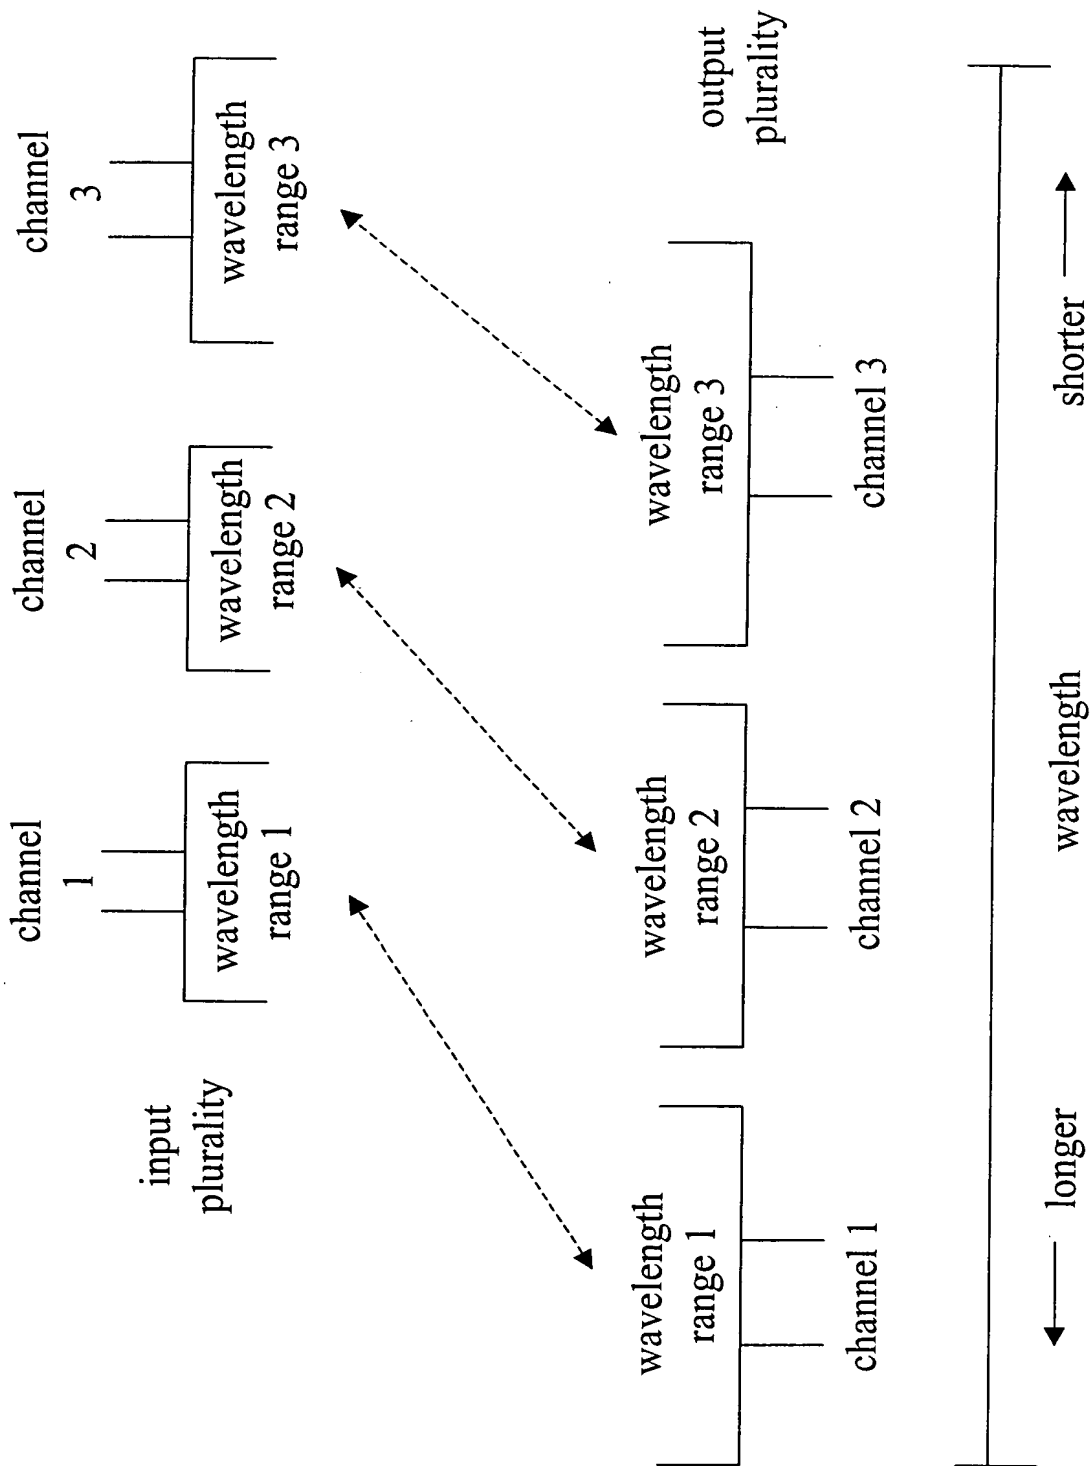 channel
1
channel
2
channel
3
input
plurality
wavelength
range 1
wavelength
range 2
wavelength
range 3
wavelength
range 1
wavelength
range 2
wavelength
range 3
output
plurality
channel 1
channel 2
channel 3
longer
wavelength
shorter